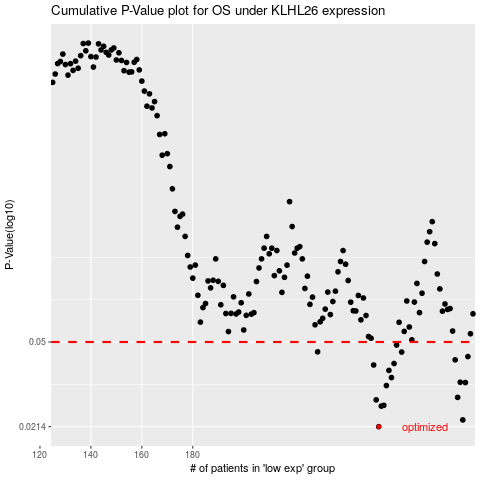 Cumulative P-Value plot for OS under KLHL26 expression
P-Value(log10)
0.05
0.0214
optimized
120 140 160 180
# of patients in 'low exp' group